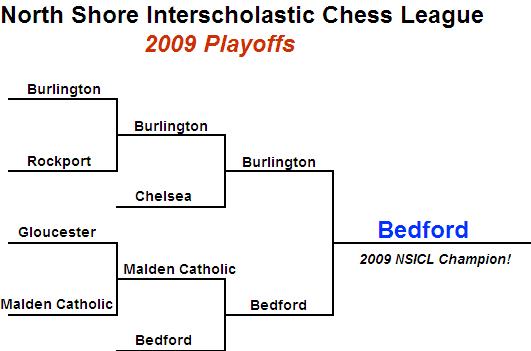 North Shore Interscholastic Chess League
2009 Playoffs
Burlington
Burlington
Rockport
Burlington
Chelsea
Gloucester
Bedford
2009 NSICL Champion!
Malden Catholic
Malden Catholic
Bedford
Bedford